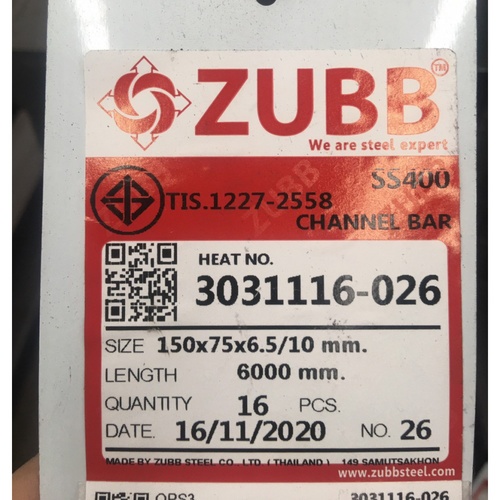 ZUBB™
We are steel expert
SS400
TIS.1227-2558
CHANNEL BAR
HEAT NO.
3031116-026
SIZE 150x75x6.5/10 mm.
LENGTH 6000 mm.
QUANTITY 16 PCS.
DATE. 16/11/2020 NO. 26
MADE BY ZUBB STEEL CO., LTD. (THAILAND) 149 SAMUTSAKHON
www.zubbsteel.com
3031116-026